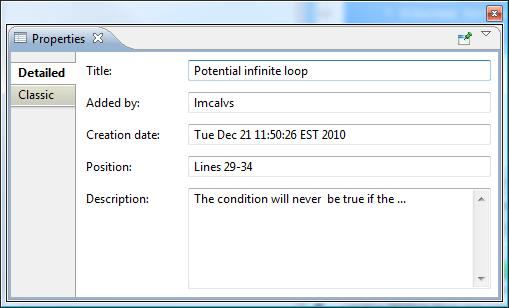 Properties
Detailed
Classic
Title: Potential infinite loop
Added by: lmcalvs
Creation date: Tue Dec 21 11:50:26 EST 2010
Position: Lines 29-34
Description: The condition will never  be true if the ...